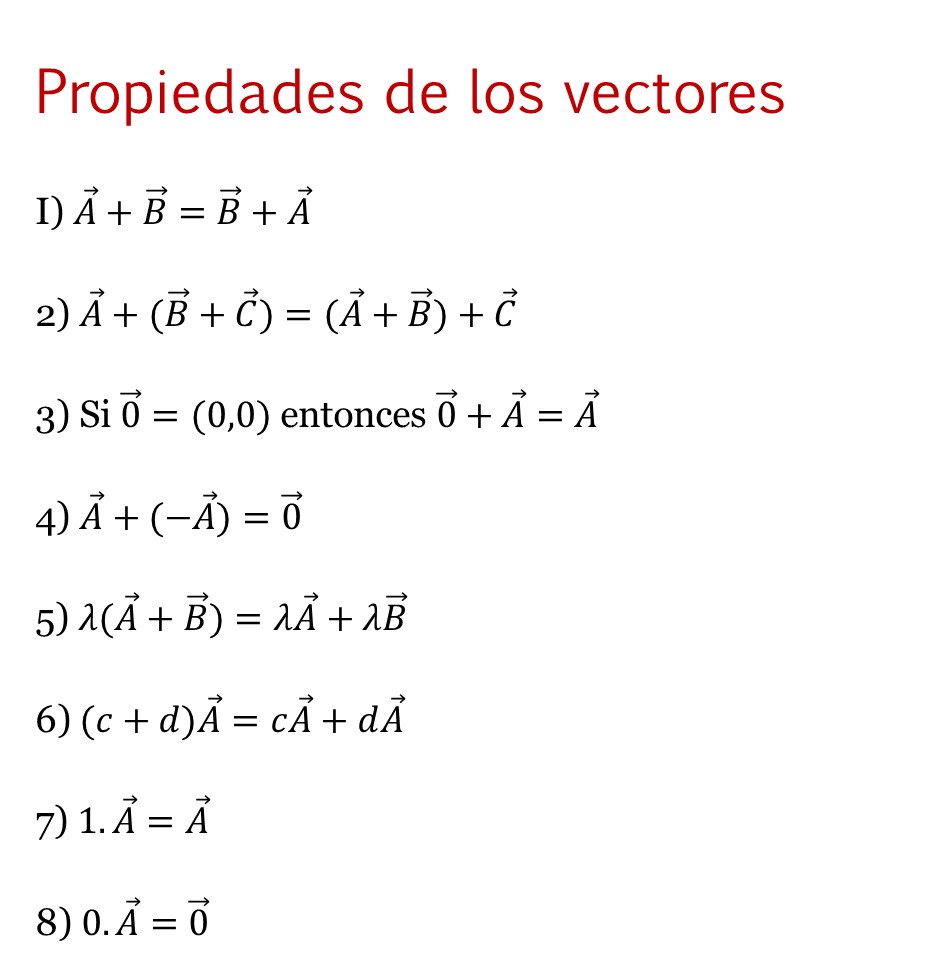 Propiedades de los vectores
I) A⃗ + B⃗ = B⃗ + A⃗
2) A⃗ + (B⃗ + C⃗) = (A⃗ + B⃗) + C⃗
3) Si 0⃗ = (0,0) entonces 0⃗ + A⃗ = A⃗
4) A⃗ + (−A⃗) = 0⃗
5) λ(A⃗ + B⃗) = λA⃗ + λB⃗
6) (c + d)A⃗ = cA⃗ + dA⃗
7) 1. A⃗ = A⃗
8) 0. A⃗ = 0⃗